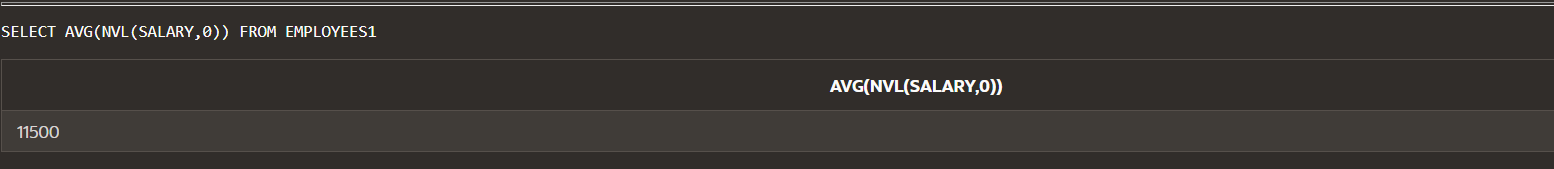 SELECT AVG(NVL(SALARY,0)) FROM EMPLOYEES1
AVG(NVL(SALARY,0))
11500